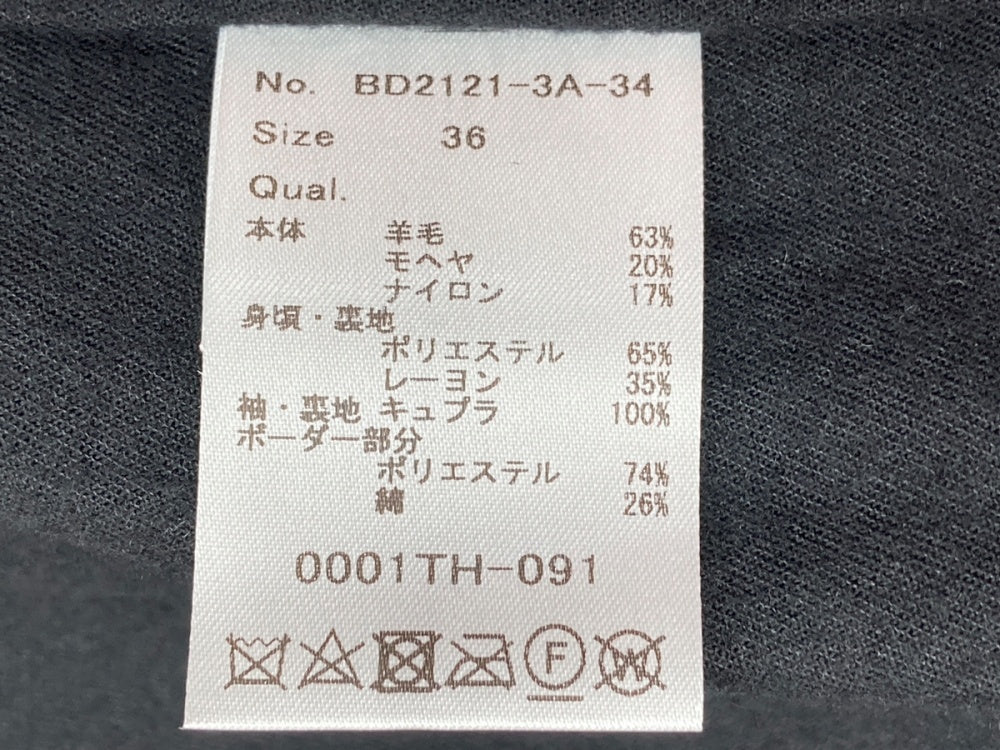 No. BD2121-3A-34
Size 36
Qual.
本体 羊毛 63%
モヘヤ 20%
ナイロン 17%
身頃・裏地
ポリエステル 65%
レーヨン 35%
袖・裏地 キュプラ 100%
ボーダー部分
ポリエステル 74%
綿 26%
0001TH-091
F W